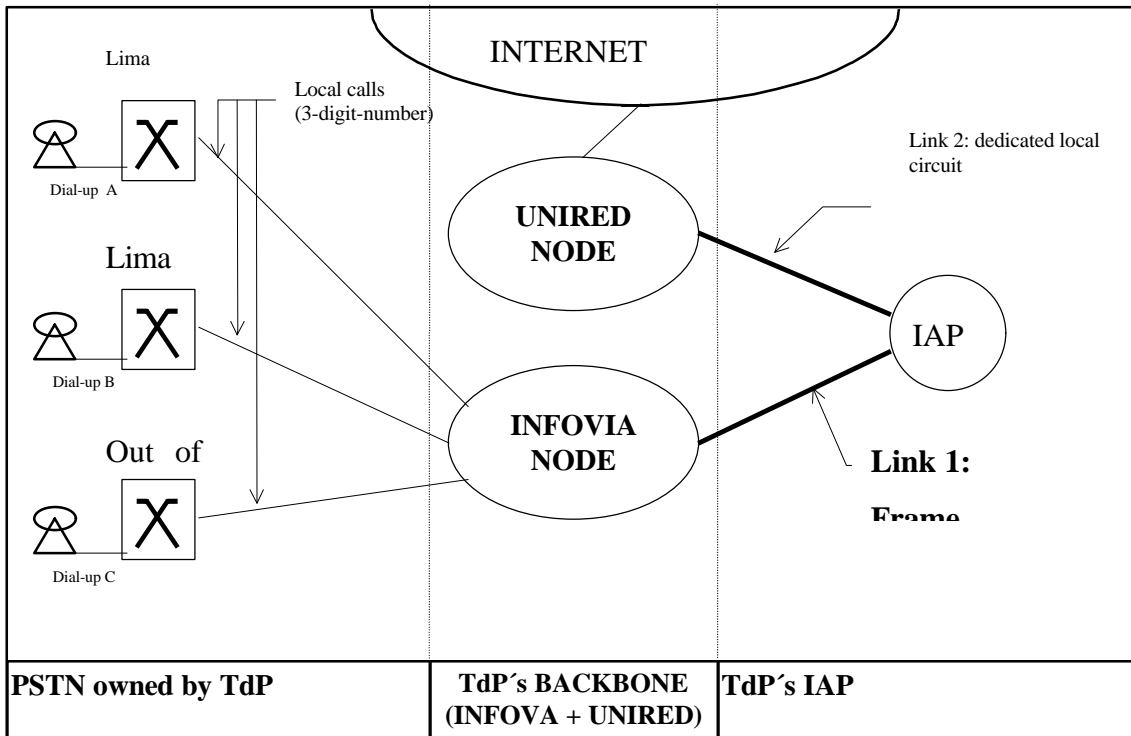 INTERNET
Lima
Local calls
(3-digit-number)
Dial-up A
Link 2: dedicated local
circuit
UNIRED
NODE
Lima
Dial-up B
IAP
INFOVIA
NODE
Out of
Link 1:
Frame
Dial-up C
PSTN owned by TdP
TdP´s BACKBONE
(INFOVA + UNIRED)
TdP´s IAP